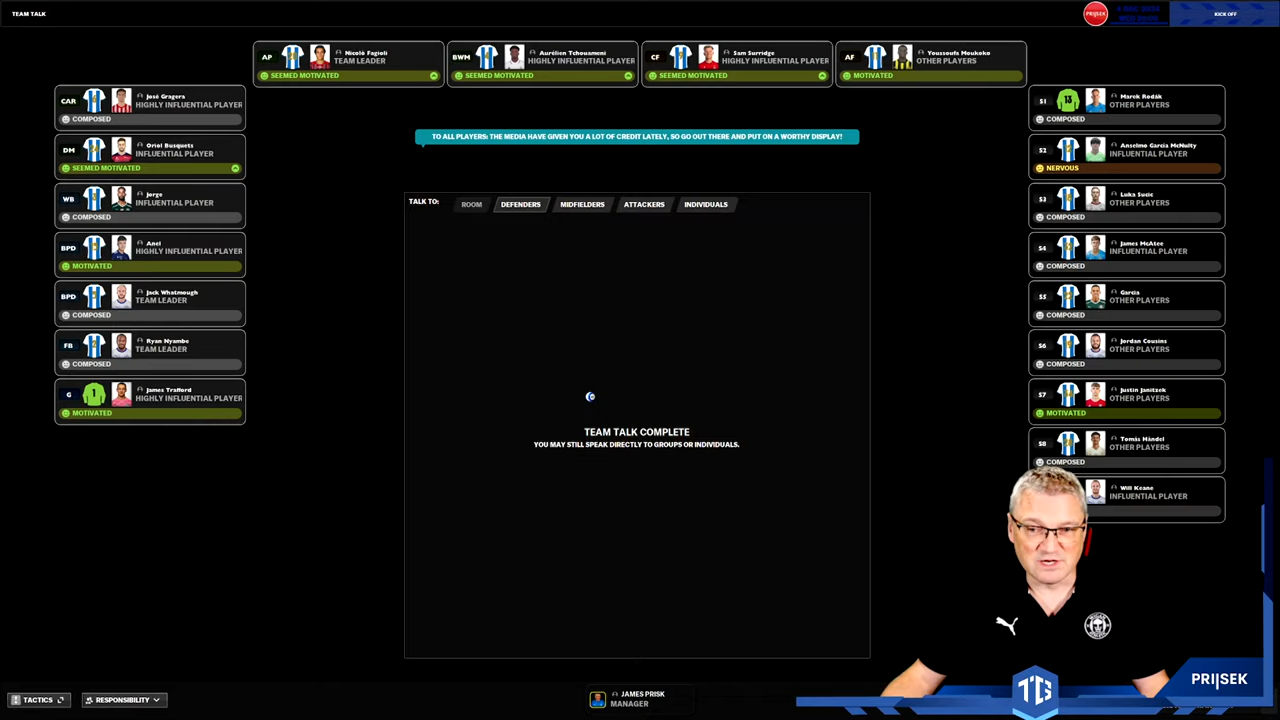 TEAM TALK
PRIJSEK
KICK OFF
AP
Nicolò Fagioli
TEAM LEADER
SEEMED MOTIVATED
BWM
Aurélien Tchouameni
HIGHLY INFLUENTIAL PLAYER
SEEMED MOTIVATED
CF
Sam Surridge
HIGHLY INFLUENTIAL PLAYER
SEEMED MOTIVATED
AF
Youssoufa Moukoko
OTHER PLAYERS
MOTIVATED
CAR
José Gragera
HIGHLY INFLUENTIAL PLAYER
COMPOSED
DM
Oriol Busquets
INFLUENTIAL PLAYER
SEEMED MOTIVATED
WB
Jorge
INFLUENTIAL PLAYER
COMPOSED
BPD
Anel
HIGHLY INFLUENTIAL PLAYER
MOTIVATED
BPD
Jack Whatmough
TEAM LEADER
COMPOSED
FB
Ryan Nyambe
TEAM LEADER
COMPOSED
G
1
James Trafford
HIGHLY INFLUENTIAL PLAYER
MOTIVATED
TO ALL PLAYERS: THE MEDIA HAVE GIVEN YOU A LOT OF CREDIT LATELY, SO GO OUT THERE AND PUT ON A WORTHY DISPLAY!
TALK TO: ROOM DEFENDERS MIDFIELDERS ATTACKERS INDIVIDUALS
TEAM TALK COMPLETE
YOU MAY STILL SPEAK DIRECTLY TO GROUPS OR INDIVIDUALS.
S1
13
Marek Rodák
OTHER PLAYERS
COMPOSED
S2
Anselmo García McNulty
INFLUENTIAL PLAYER
NERVOUS
S3
Luka Sucic
OTHER PLAYERS
COMPOSED
S4
James McAtee
INFLUENTIAL PLAYER
COMPOSED
S5
Garcia
OTHER PLAYERS
COMPOSED
S6
Jordan Cousins
OTHER PLAYERS
COMPOSED
S7
Justin Janitzek
OTHER PLAYERS
MOTIVATED
S8
Tomás Händel
OTHER PLAYERS
COMPOSED
Will Keane
INFLUENTIAL PLAYER
TACTICS
RESPONSIBILITY
JAMES PRISK
MANAGER
PRIJSEK